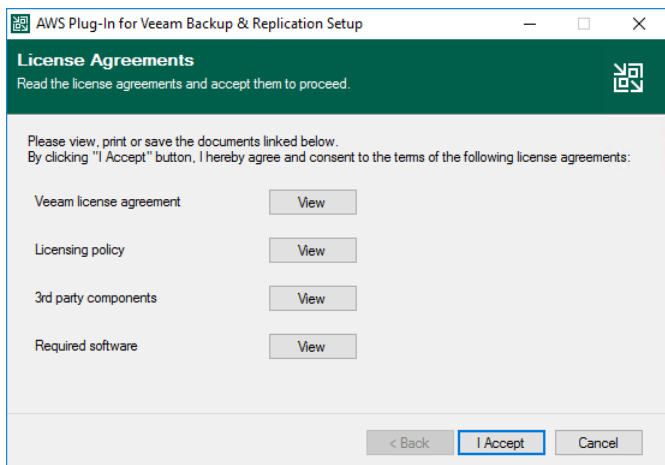 AWS Plug-In for Veeam Backup & Replication Setup
License Agreements
Read the license agreements and accept them to proceed.
Please view, print or save the documents linked below.
By clicking "I Accept" button, I hereby agree and consent to the terms of the following license agreements:
Veeam license agreement View
Licensing policy View
3rd party components View
Required software View
< Back I Accept Cancel